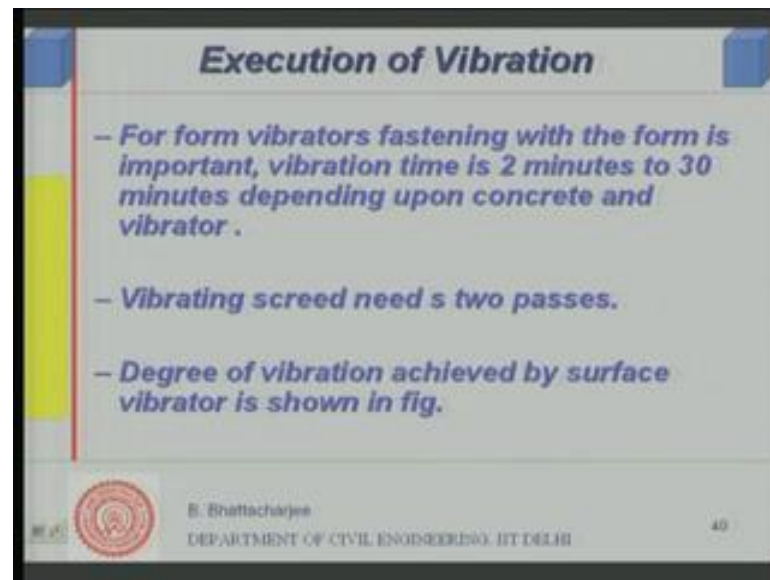 Execution of Vibration
– For form vibrators fastening with the form is
important, vibration time is 2 minutes to 30
minutes depending upon concrete and
vibrator .
– Vibrating screed need s two passes.
– Degree of vibration achieved by surface
vibrator is shown in fig.
B. Bhattacharjee
DEPARTMENT OF CIVIL ENGINEERING, IIT DELHI
40